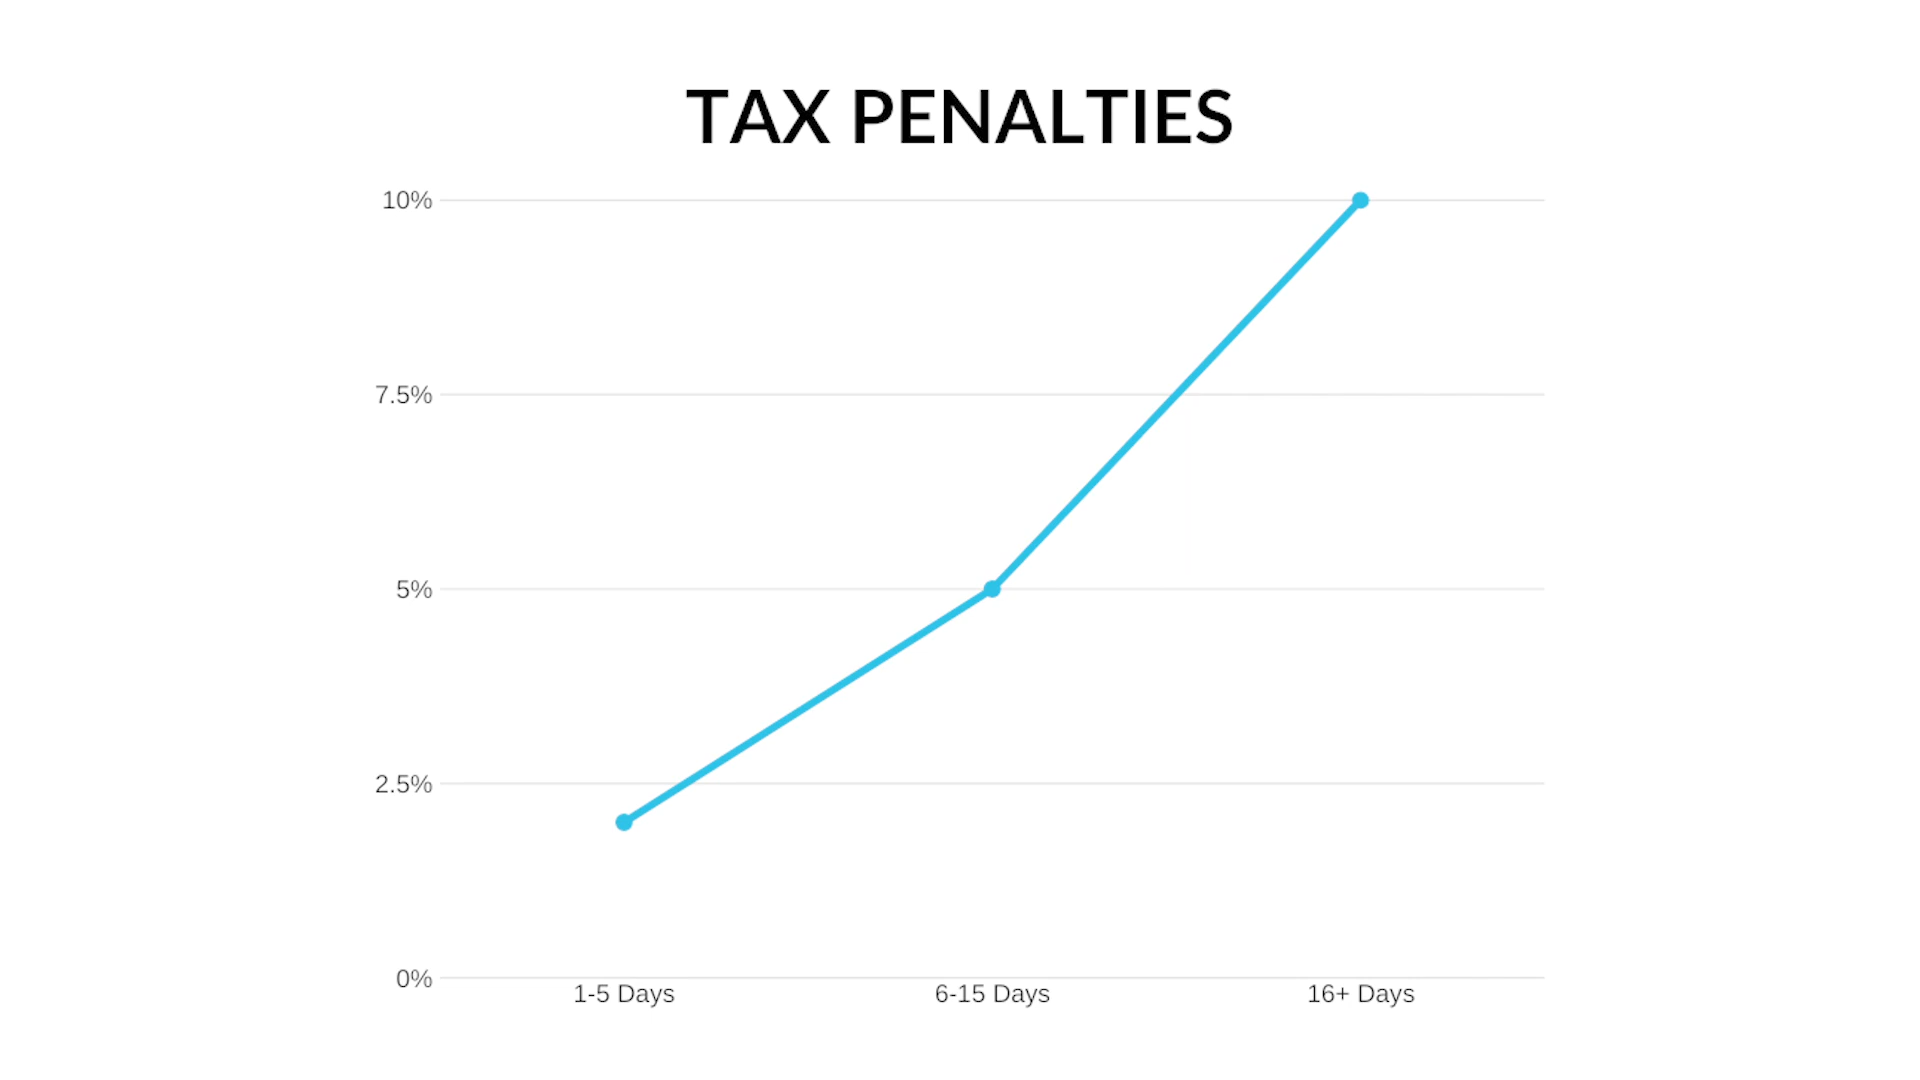 TAX PENALTIES
10%
7.5%
5%
2.5%
0%
1-5 Days
6-15 Days
16+ Days